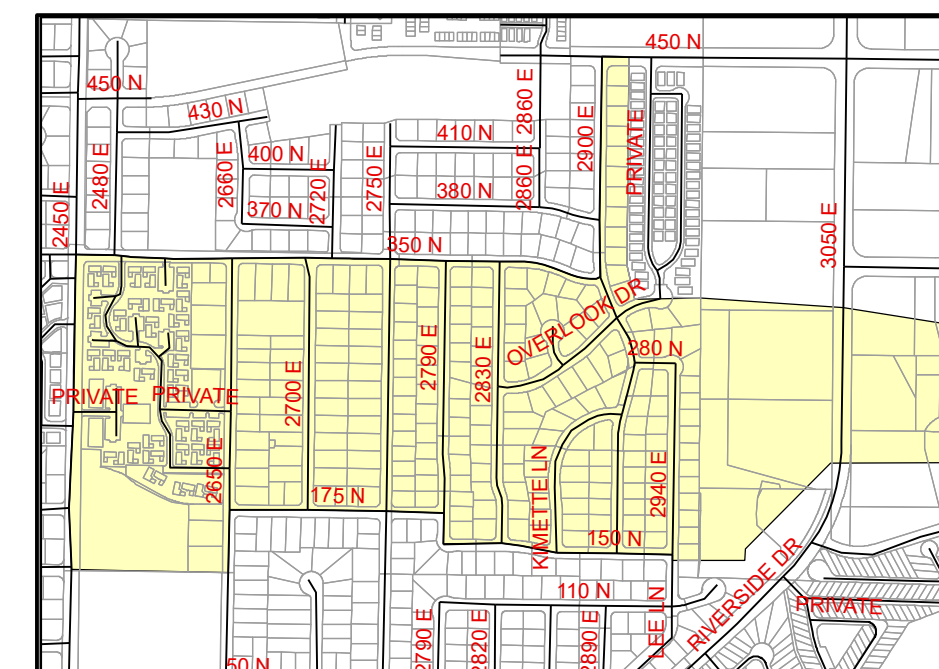 450 N
450 N
430 N
2860 E
410 N
2900 E
PRIVATE
400 N
2480 E
2660 E
2720 E
2750 E
380 N
2860 E
370 N
2450 E
350 N
3050 E
OVERLOOK DR
280 N
2790 E
2830 E
2700 E
PRIVATE
PRIVATE
2650 E
175 N
KIMETTE LN
2940 E
150 N
RIVERSIDE DR
110 N
LEE LN
PRIVATE
2790 E
2820 E
2890 E
50 N